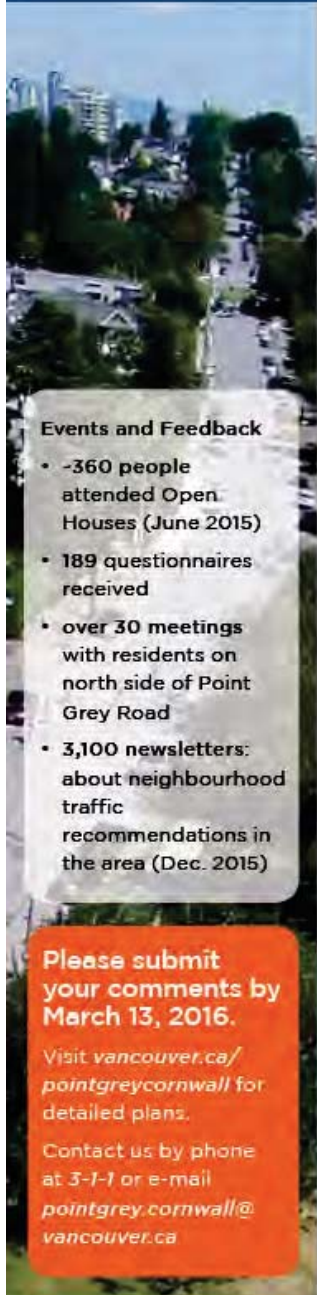 Events and Feedback
• ~360 people
attended Open
Houses (June 2015)
• 189 questionnaires
received
• over 30 meetings
with residents on
north side of Point
Grey Road
• 3,100 newsletters:
about neighbourhood
traffic
recommendations in
the area (Dec. 2015)
Please submit
your comments by
March 13, 2016.
Visit vancouver.ca/
pointgreycornwall for
detailed plans.
Contact us by phone
at 3-1-1 or e-mail
pointgrey.cornwall@
vancouver.ca